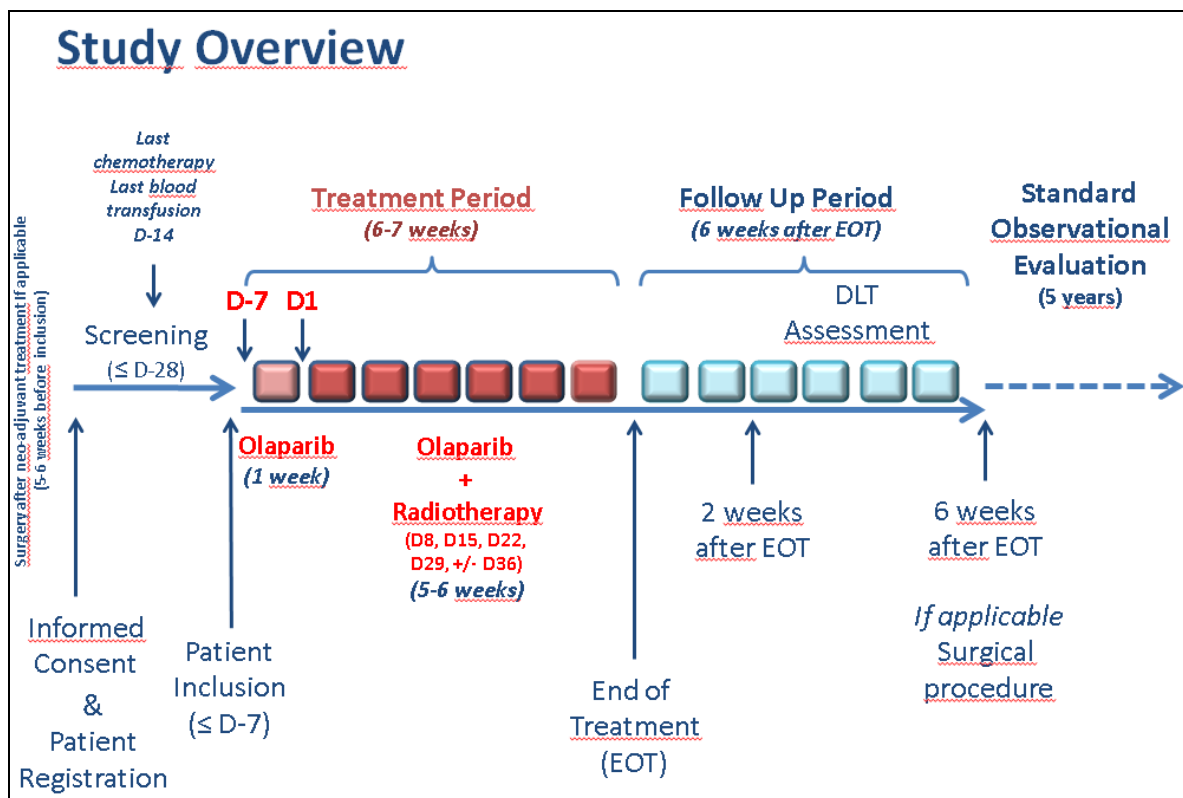 Study Overview
Surgery after neo-adjuvant treatment If applicable
(5-6 weeks before inclusion)
Last
chemotherapy
Last blood
transfusion
D-14
Screening
(≤ D-28)
Treatment Period
(6-7 weeks)
Follow Up Period
(6 weeks after EOT)
Standard
Observational
Evaluation
(5 years)
D-7
D1
DLT
Assessment
Olaparib
(1 week)
Olaparib
+
Radiotherapy
(D8, D15, D22,
D29, +/- D36)
(5-6 weeks)
2 weeks
after EOT
6 weeks
after EOT
If applicable
Surgical
procedure
Informed
Consent
&
Patient
Registration
Patient
Inclusion
(≤ D-7)
End of
Treatment
(EOT)